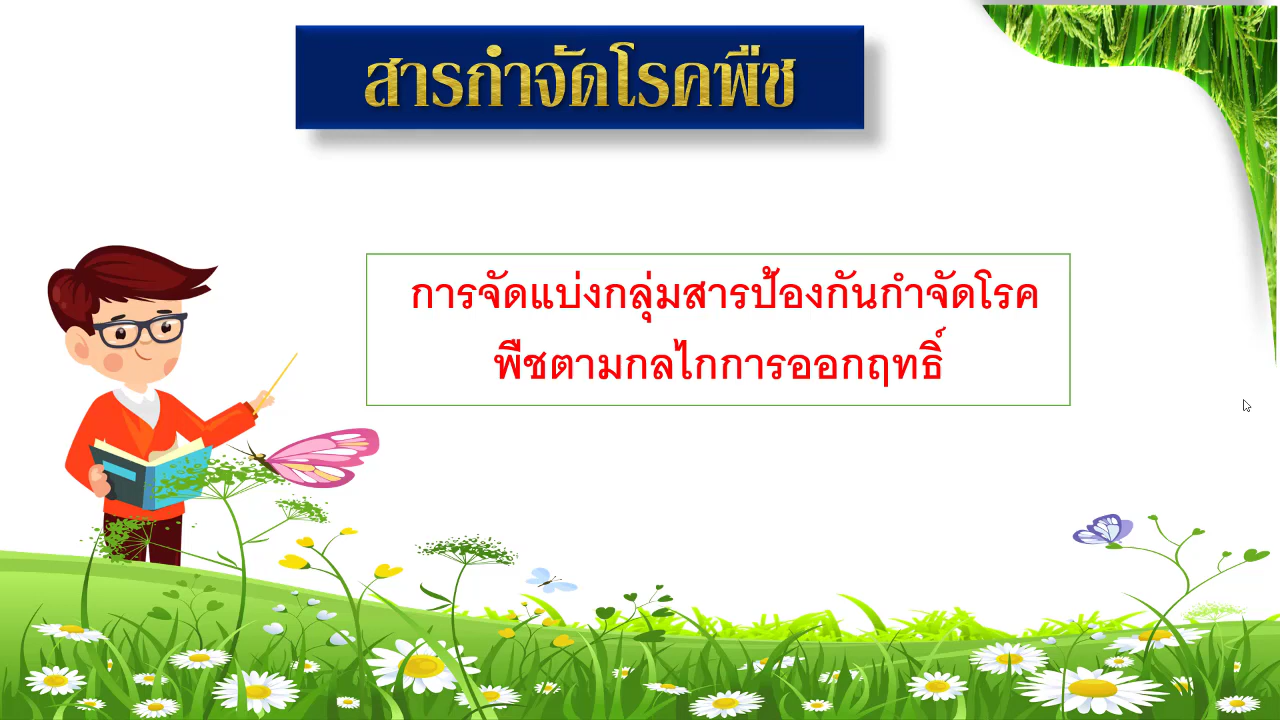 สารกำจัดโรคพืช
การจัดแบ่งกลุ่มสารป้องกันกำจัดโรค
พืชตามกลไกการออกฤทธิ์